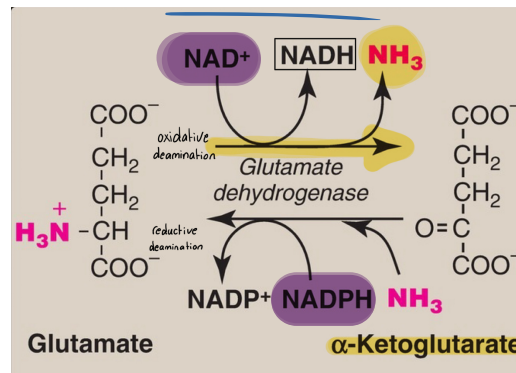 NAD⁺ NADH NH₃
COO⁻
CH₂
CH₂
H₃N⁺ - CH
COO⁻
oxidative
deamination
Glutamate
dehydrogenase
reductive
deamination
COO⁻
CH₂
CH₂
O=C
COO⁻
NADP⁺ NADPH NH₃
Glutamate
α-Ketoglutarate